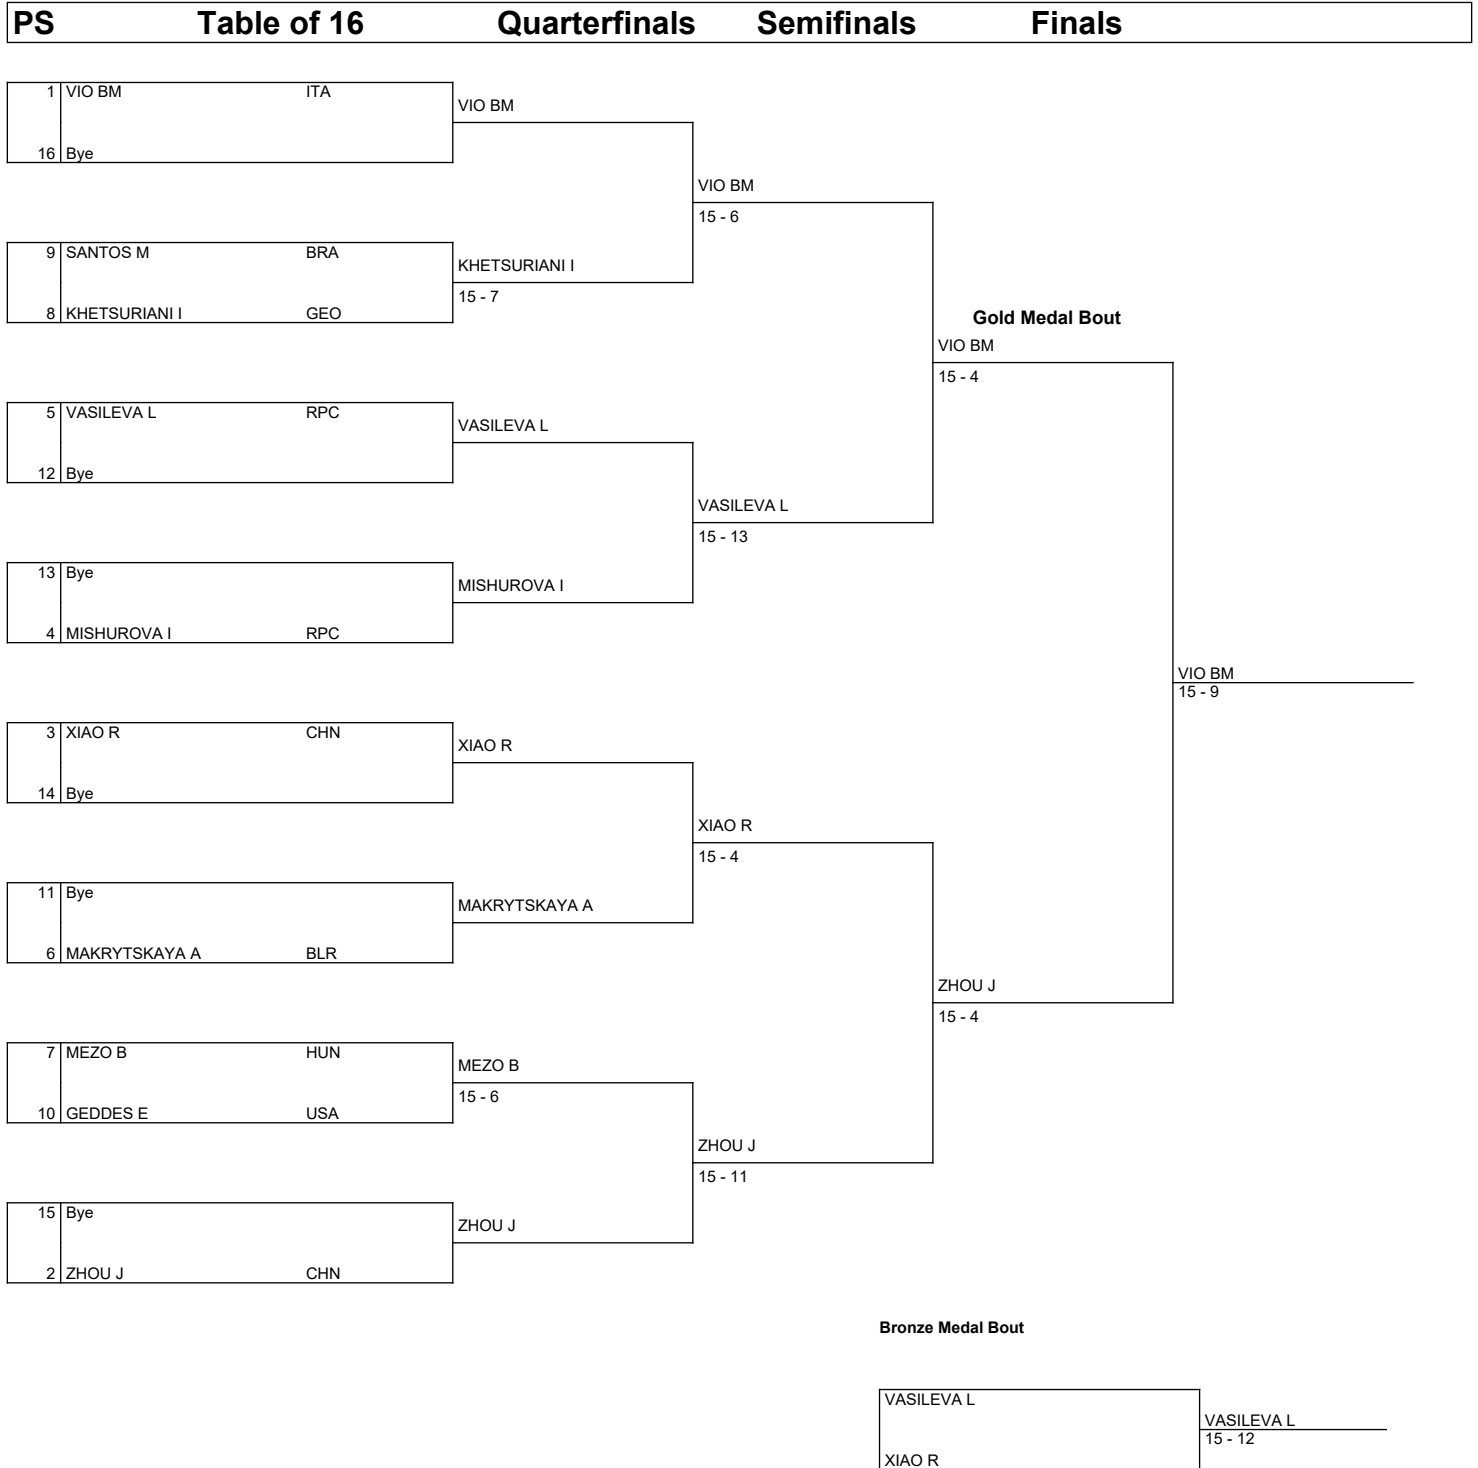 PS Table of 16 Quarterfinals Semifinals Finals
1 VIO BM ITA
VIO BM
16 Bye
VIO BM
15 - 6
9 SANTOS M BRA
KHETSURIANI I
15 - 7
8 KHETSURIANI I GEO
Gold Medal Bout
VIO BM
15 - 4
5 VASILEVA L RPC
VASILEVA L
12 Bye
VASILEVA L
15 - 13
13 Bye
MISHUROVA I
4 MISHUROVA I RPC
VIO BM
15 - 9
3 XIAO R CHN
XIAO R
14 Bye
XIAO R
15 - 4
11 Bye
MAKRYTSKAYA A
6 MAKRYTSKAYA A BLR
ZHOU J
15 - 4
7 MEZO B HUN
MEZO B
15 - 6
10 GEDDES E USA
ZHOU J
15 - 11
15 Bye
ZHOU J
2 ZHOU J CHN
Bronze Medal Bout
VASILEVA L
VASILEVA L
15 - 12
XIAO R